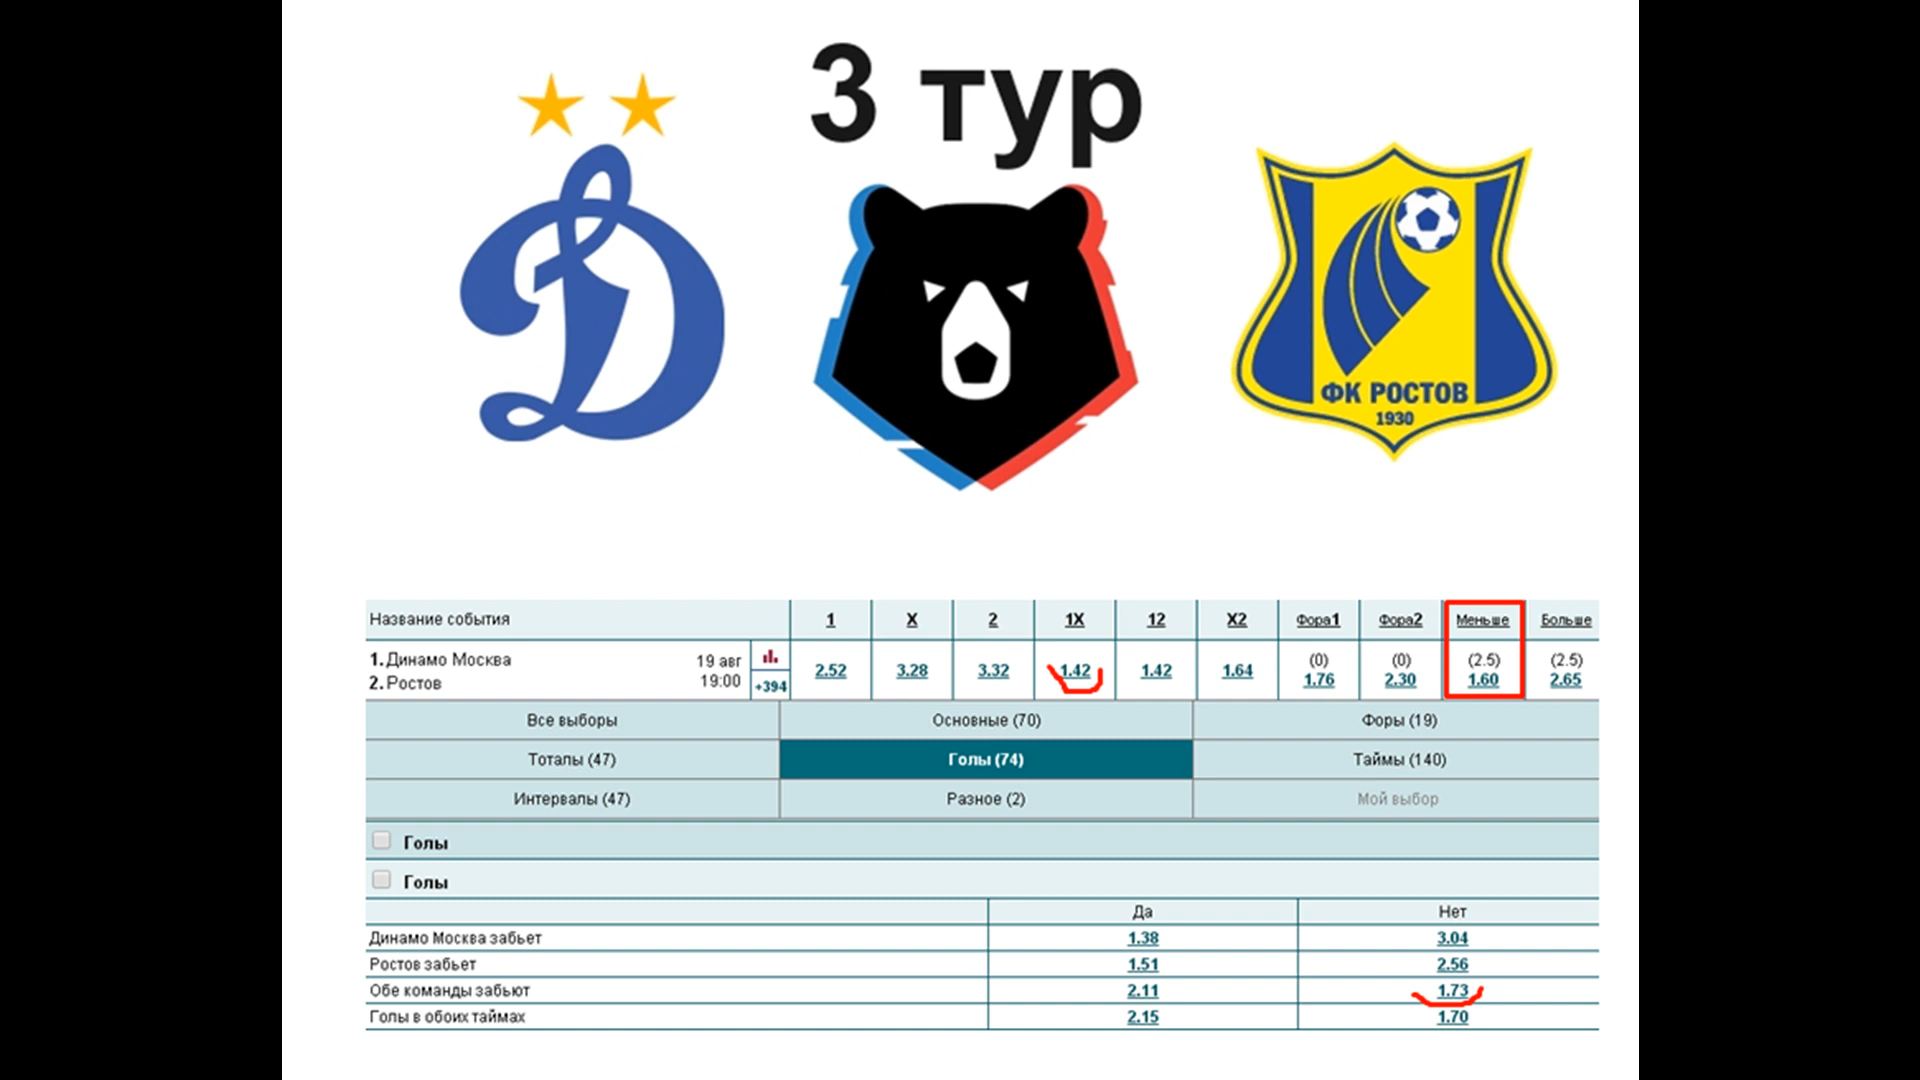 3 тур
ФК РОСТОВ
1930
Название события 1 X 2 1X 12 X2 Фора1 Фора2 Меньше Больше
1. Динамо Москва 19 авг 2.52 3.28 3.32 1.42 1.42 1.64 (0) (0) (2.5) (2.5)
2. Ростов 19:00 +394 1.76 2.30 1.60 2.65
Все выборы Основные (70) Форы (19)
Тоталы (47) Голы (74) Таймы (140)
Интервалы (47) Разное (2) Мой выбор
Голы
Голы
Да Нет
Динамо Москва забьет 1.38 3.04
Ростов забьет 1.51 2.56
Обе команды забьют 2.11 1.73
Голы в обоих таймах 2.15 1.70